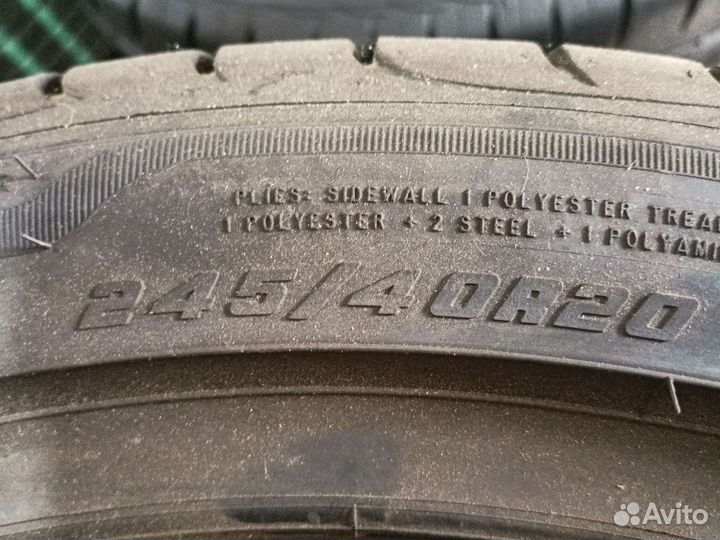 PLIES: SIDEWALL 1 POLYESTER
1 POLYESTER + 2 STEEL + 1
245/40R20
Avito